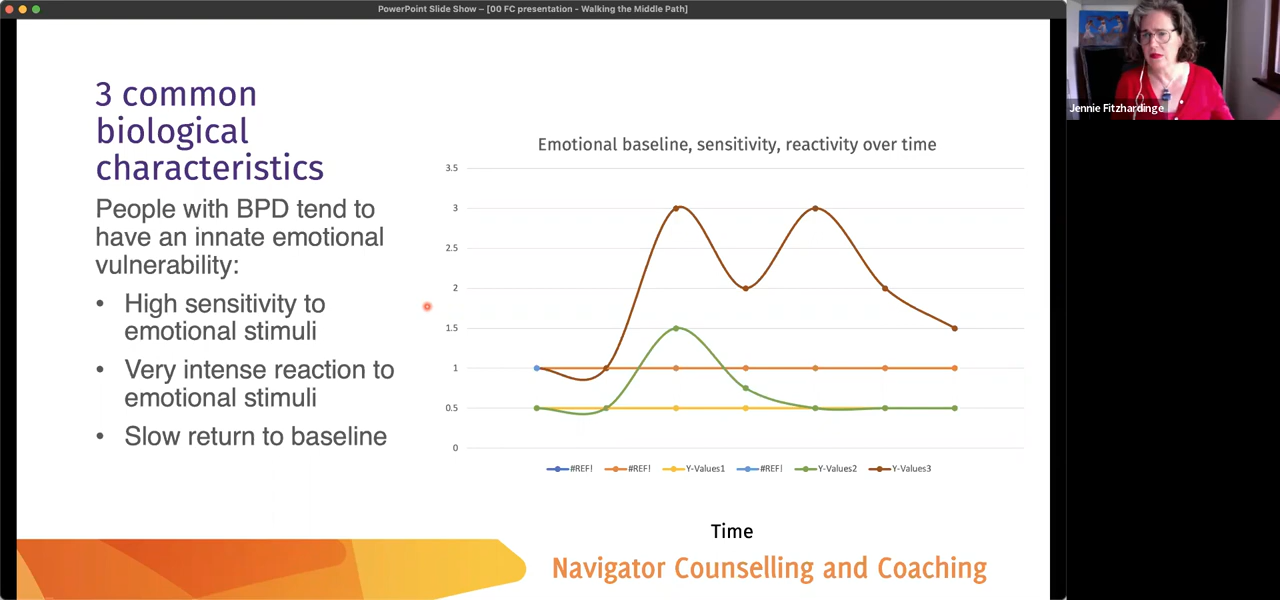 PowerPoint Slide Show – [00 FC presentation - Walking the Middle Path]
Jennie Fitzhardinge
3 common
biological
characteristics
People with BPD tend to
have an innate emotional
vulnerability:
• High sensitivity to
emotional stimuli
• Very intense reaction to
emotional stimuli
• Slow return to baseline
Emotional baseline, sensitivity, reactivity over time
3.5
3
2.5
2
1.5
1
0.5
0
#REF! #REF! Y-Values1 #REF! Y-Values2 Y-Values3
Time
Navigator Counselling and Coaching